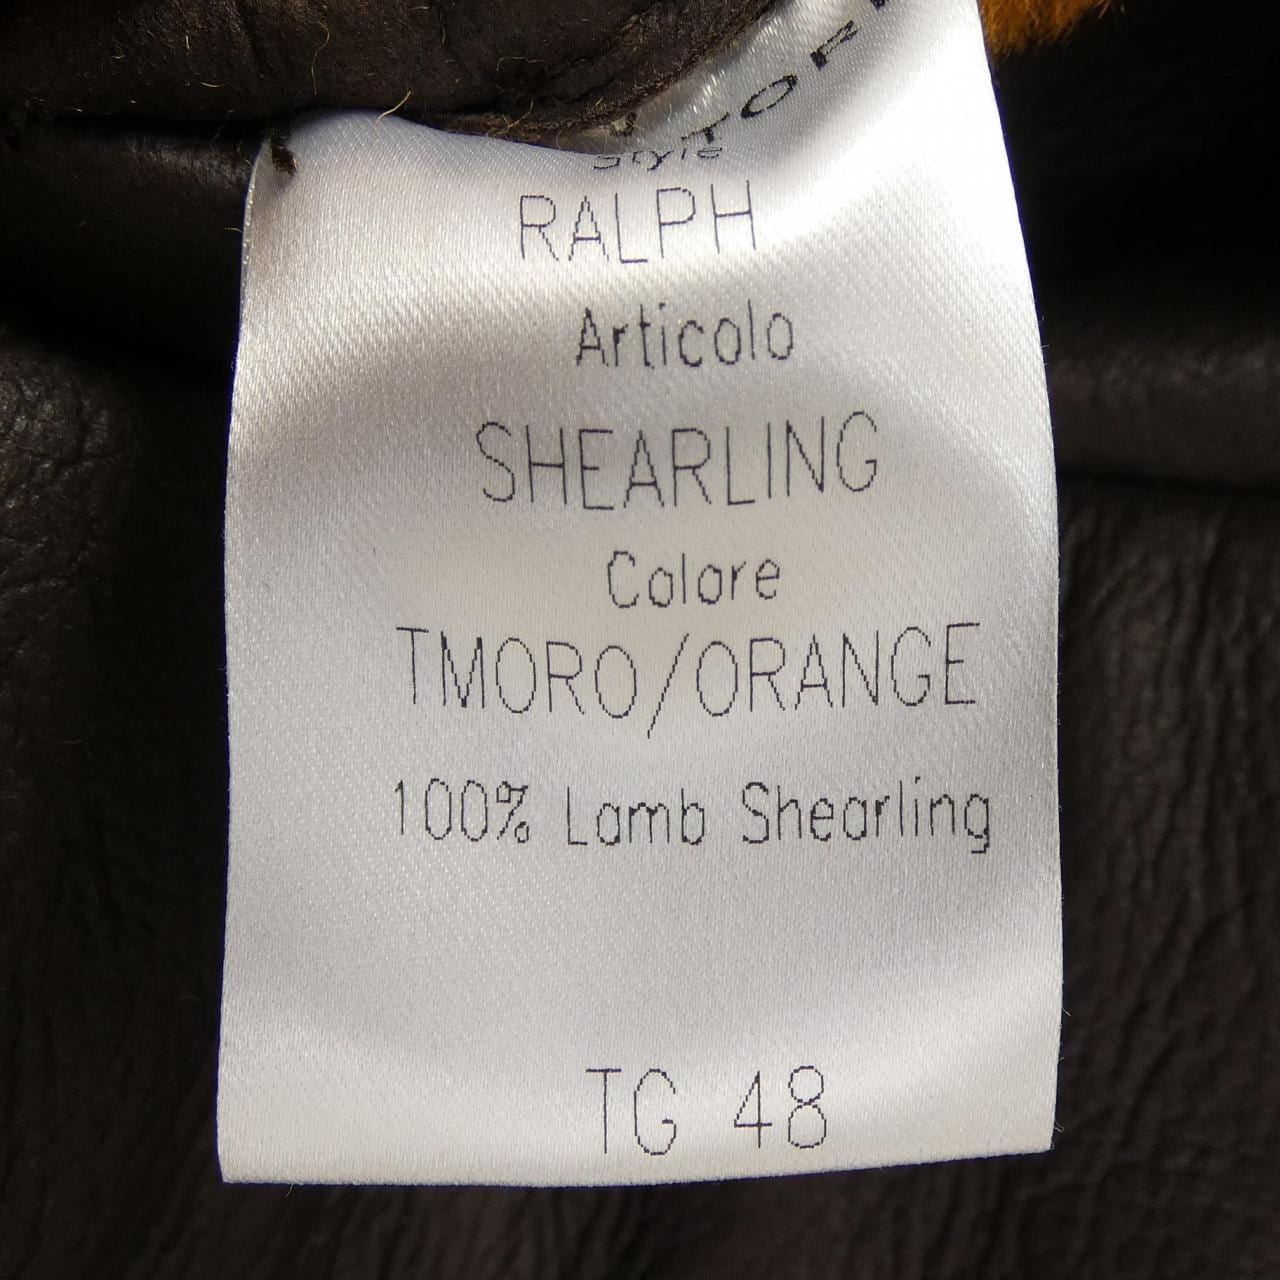 Style
RALPH
Articolo
SHEARLING
Colore
TMORO/ORANGE
100% Lamb Shearling
TG 48